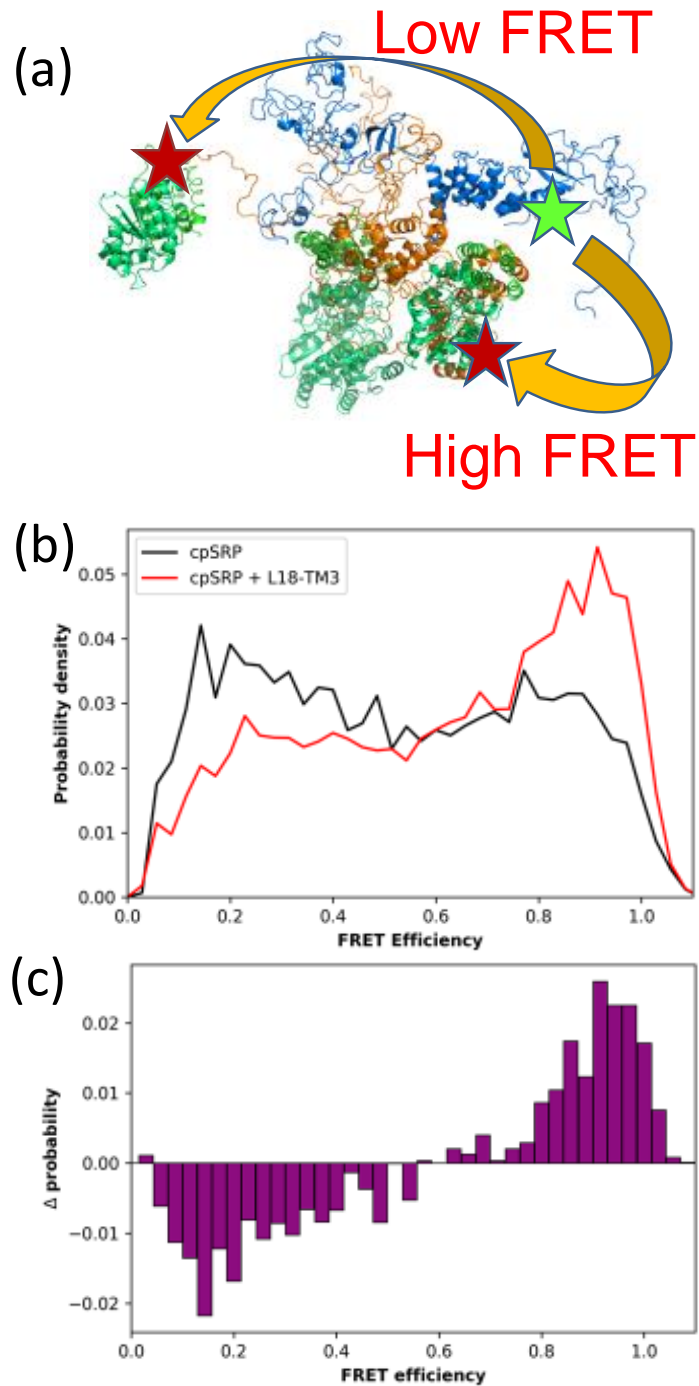 (a)
Low FRET
High FRET
(b)
cpSRP
cpSRP + L18-TM3
Probability density
0.05
0.04
0.03
0.02
0.01
0.00
0.0 0.2 0.4 0.6 0.8 1.0
FRET Efficiency
(c)
Δ probability
0.02
0.01
0.00
−0.01
−0.02
0.0 0.2 0.4 0.6 0.8 1.0
FRET efficiency